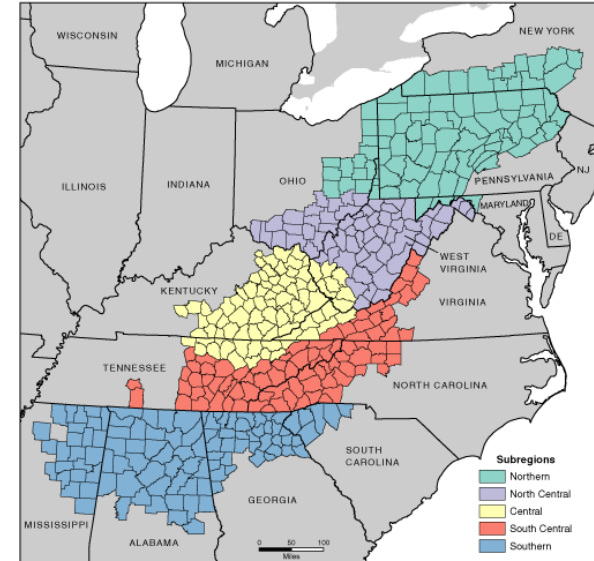 WISCONSIN
NEW YORK
MICHIGAN
PENNSYLVANIA
NJ
ILLINOIS
INDIANA
OHIO
MARYLAND
DE
WEST
VIRGINIA
KENTUCKY
VIRGINIA
TENNESSEE
NORTH CAROLINA
SOUTH
CAROLINA
GEORGIA
MISSISSIPPI
ALABAMA
0 50 100
Miles
Subregions
Northern
North Central
Central
South Central
Southern